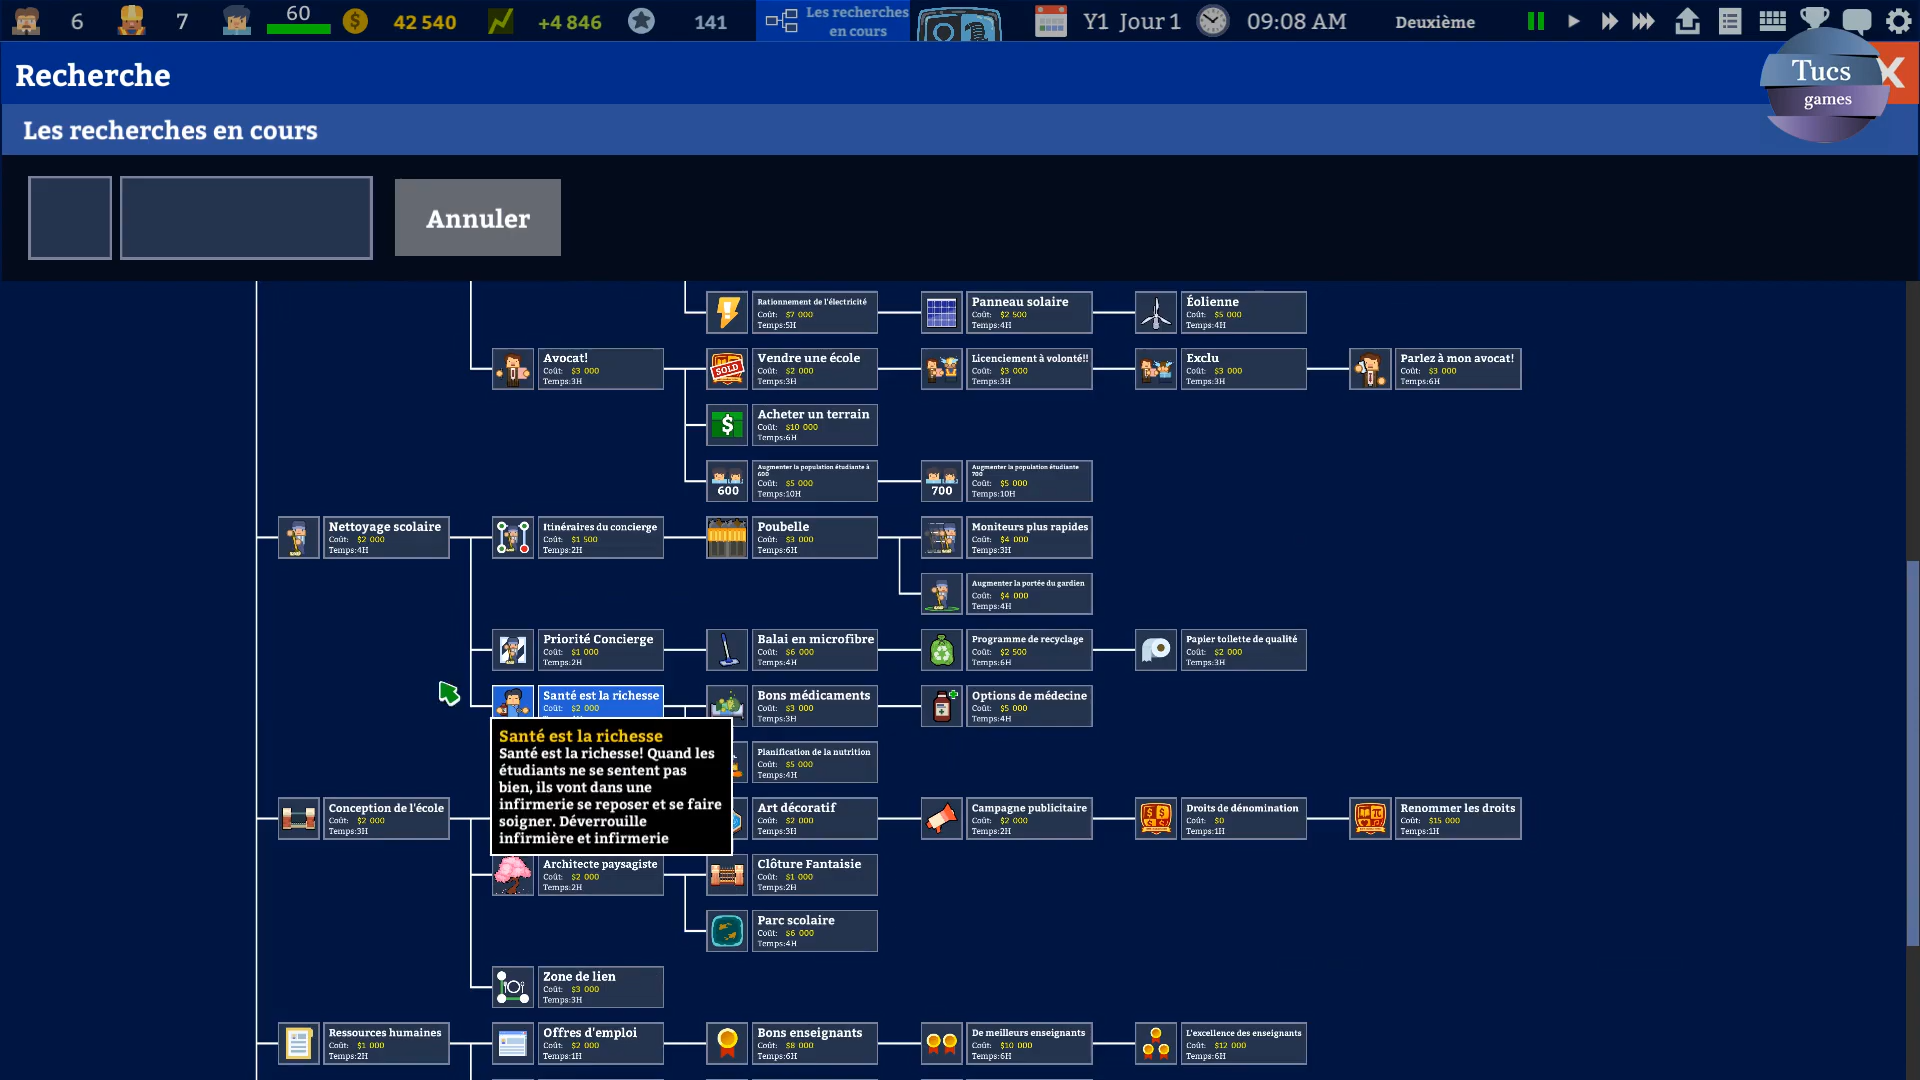 6
7
60
42 540
+4 846
141
Les recherches
en cours
Y1 Jour 1
09:08 AM
Deuxième
Recherche
Tucs
games
X
Les recherches en cours
Annuler
Rationnement de l'électricité
Coût: $7 000
Temps:5H
Panneau solaire
Coût: $2 500
Temps:4H
Éolienne
Coût: $5 000
Temps:4H
Avocat!
Coût: $3 000
Temps:3H
SOLD
Vendre une école
Coût: $2 000
Temps:3H
Licenciement à volonté!!
Coût: $3 000
Temps:3H
Exclu
Coût: $3 000
Temps:3H
Parlez à mon avocat!
Coût: $3 000
Temps:6H
$
Acheter un terrain
Coût: $10 000
Temps:6H
600
Augmenter la population étudiante à
600
Coût: $5 000
Temps:10H
700
Augmenter la population étudiante
700
Coût: $5 000
Temps:10H
Nettoyage scolaire
Coût: $2 000
Temps:4H
Itinéraires du concierge
Coût: $1 500
Temps:2H
Poubelle
Coût: $3 000
Temps:6H
Moniteurs plus rapides
Coût: $4 000
Temps:3H
Augmenter la portée du gardien
Coût: $4 000
Temps:4H
Priorité Concierge
Coût: $1 000
Temps:2H
Balai en microfibre
Coût: $6 000
Temps:4H
Programme de recyclage
Coût: $2 500
Temps:6H
Papier toilette de qualité
Coût: $2 000
Temps:3H
Santé est la richesse
Coût: $2 000
Bons médicaments
Coût: $3 000
Temps:3H
Options de médecine
Coût: $5 000
Temps:4H
Santé est la richesse
Santé est la richesse! Quand les
étudiants ne se sentent pas
bien, ils vont dans une
infirmerie se reposer et se faire
soigner. Déverrouille
infirmière et infirmerie
Planification de la nutrition
Coût: $5 000
Temps:4H
Conception de l'école
Coût: $2 000
Temps:3H
Art décoratif
Coût: $2 000
Temps:3H
Campagne publicitaire
Coût: $2 000
Temps:2H
Droits de dénomination
Coût: $0
Temps:1H
Renommer les droits
Coût: $15 000
Temps:1H
Architecte paysagiste
Coût: $2 000
Temps:2H
Clôture Fantaisie
Coût: $1 000
Temps:2H
Parc scolaire
Coût: $6 000
Temps:4H
Zone de lien
Coût: $3 000
Temps:3H
Ressources humaines
Coût: $1 000
Temps:2H
Offres d'emploi
Coût: $2 000
Temps:1H
Bons enseignants
Coût: $8 000
Temps:6H
De meilleurs enseignants
Coût: $10 000
Temps:6H
L'excellence des enseignants
Coût: $12 000
Temps:6H